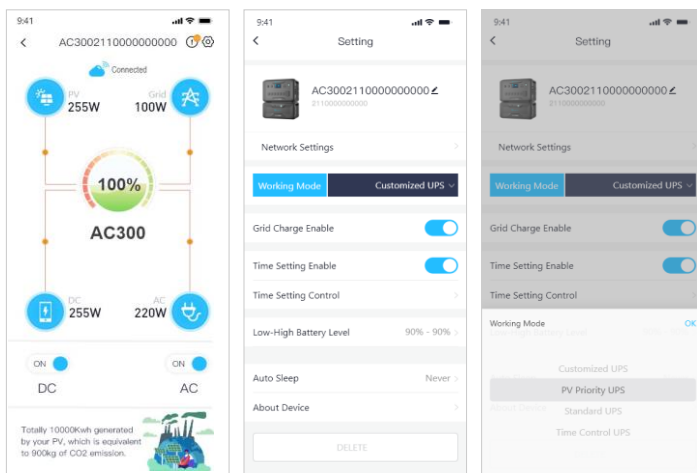 9:41
AC3002110000000000
Connected
PV
255W
Grid
100W
100%
AC300
DC
255W
AC
220W
ON
ON
DC
AC
Totally 10000Kwh generated
by your PV, which is equivalent
to 900kg of CO2 emission.
9:41
Setting
AC3002110000000000
2110000000000
Network Settings
Working Mode
Customized UPS
Grid Charge Enable
Time Setting Enable
Time Setting Control
Low-High Battery Level
90% - 90%
Auto Sleep
Never
About Device
DELETE
9:41
Setting
AC3002110000000000
2110000000000
Network Settings
Working Mode
Customized UPS
Grid Charge Enable
Time Setting Enable
Time Setting Control
Working Mode
OK
Low-High Battery Level
Customized UPS
PV Priority UPS
Standard UPS
Time Control UPS